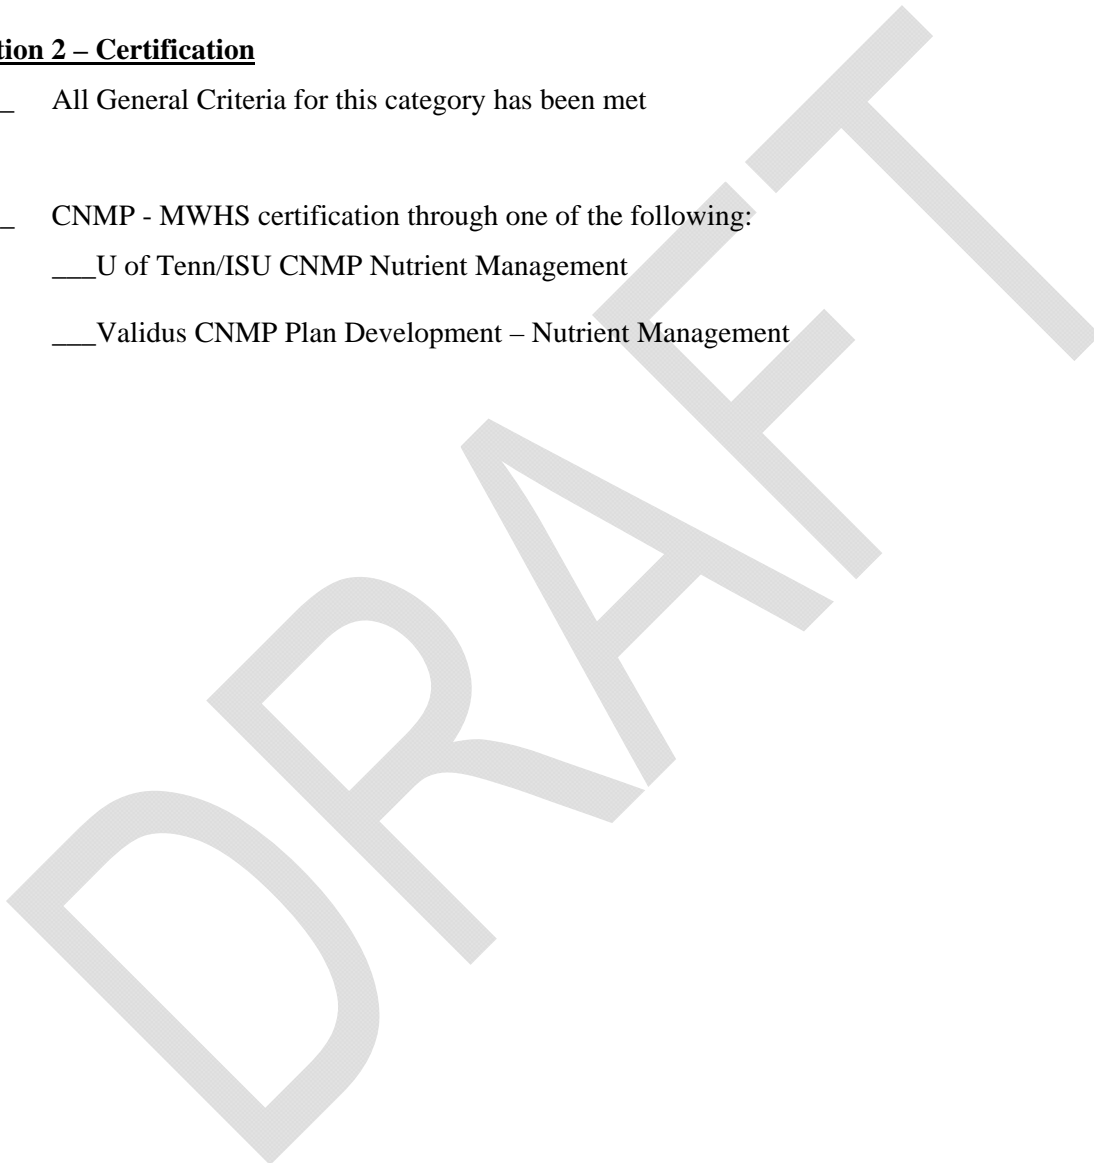 tion 2 – Certification
_ All General Criteria for this category has been met
_ CNMP - MWHS certification through one of the following:
___U of Tenn/ISU CNMP Nutrient Management
___Validus CNMP Plan Development – Nutrient Management
DRAFT